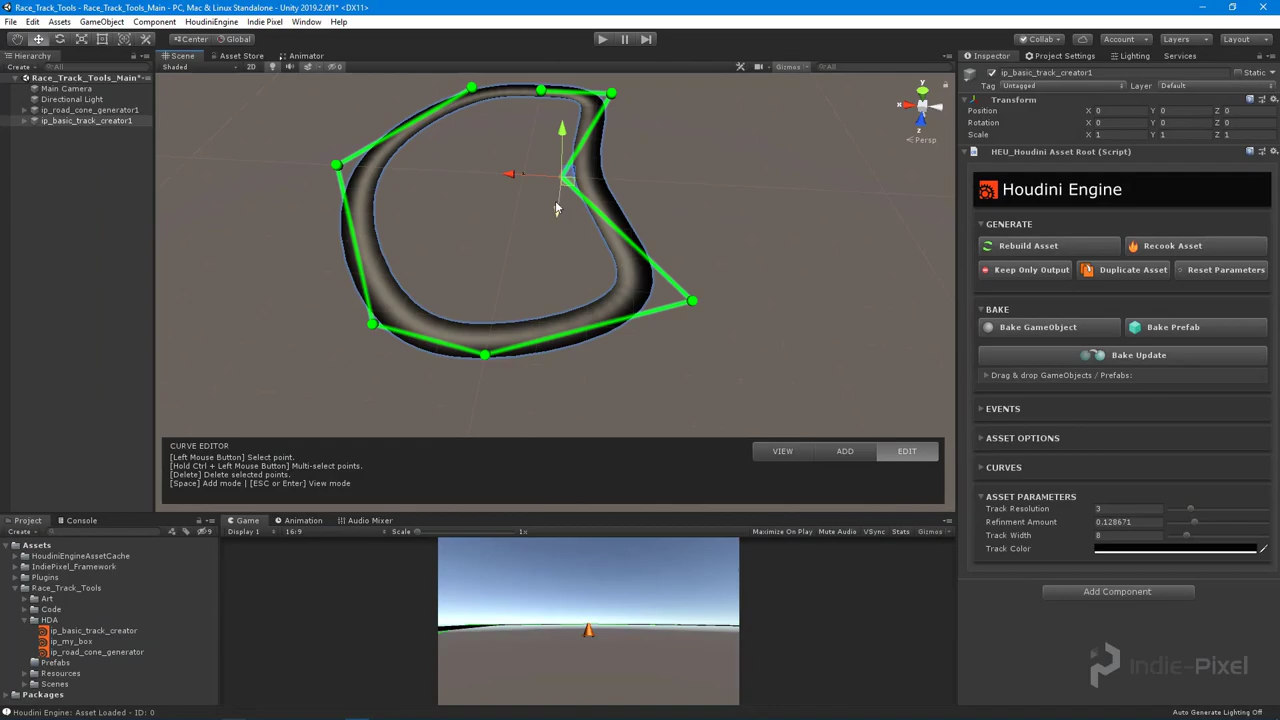 Race_Track_Tools - Race_Track_Tools_Main - PC, Mac & Linux Standalone - Unity 2019.2.0f1* <DX11>
File Edit Assets GameObject Component HoudiniEngine Indie Pixel Window Help
Center Global Collab Account Layers Layout
Hierarchy Scene Asset Store Animator Inspector Project Settings Lighting Services
Create All Shaded 2D 0 Gizmos All
Race_Track_Tools_Main*
Main Camera
Directional Light
ip_road_cone_generator1
ip_basic_track_creator1
y
x
z
Persp
ip_basic_track_creator1 Static
Tag Untagged Layer Default
Transform
Position X 0 Y 0 Z 0
Rotation X 0 Y 0 Z 0
Scale X 1 Y 1 Z 1
HEU_Houdini Asset Root (Script)
Houdini Engine
GENERATE
Rebuild Asset Recook Asset
Keep Only Output Duplicate Asset Reset Parameters
BAKE
Bake GameObject Bake Prefab
Bake Update
Drag & drop GameObjects / Prefabs:
EVENTS
ASSET OPTIONS
CURVES
ASSET PARAMETERS
Track Resolution 3
Refinment Amount 0.128671
Track Width 8
Track Color
Add Component
CURVE EDITOR
[Left Mouse Button] Select point.
[Hold Ctrl + Left Mouse Button] Multi-select points.
[Delete] Delete selected points.
[Space] Add mode | [ESC or Enter] View mode
VIEW ADD EDIT
Project Console Game Animation Audio Mixer
Create 9 Display 1 16:9 Scale 1x Maximize On Play Mute Audio VSync Stats Gizmos
Assets
HoudiniEngineAssetCache
IndiePixel_Framework
Plugins
Race_Track_Tools
Art
Code
HDA
ip_basic_track_creator
ip_my_box
ip_road_cone_generator
Prefabs
Resources
Scenes
Packages
Indie-Pixel
Houdini Engine: Asset Loaded - ID: 0
Auto Generate Lighting Off